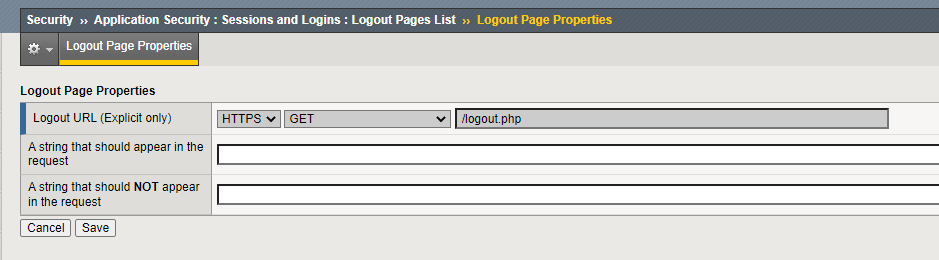 Security ›› Application Security : Sessions and Logins : Logout Pages List ›› Logout Page Properties
Logout Page Properties
Logout Page Properties
Logout URL (Explicit only) HTTPS GET /logout.php
A string that should appear in the
request
A string that should NOT appear
in the request
Cancel Save